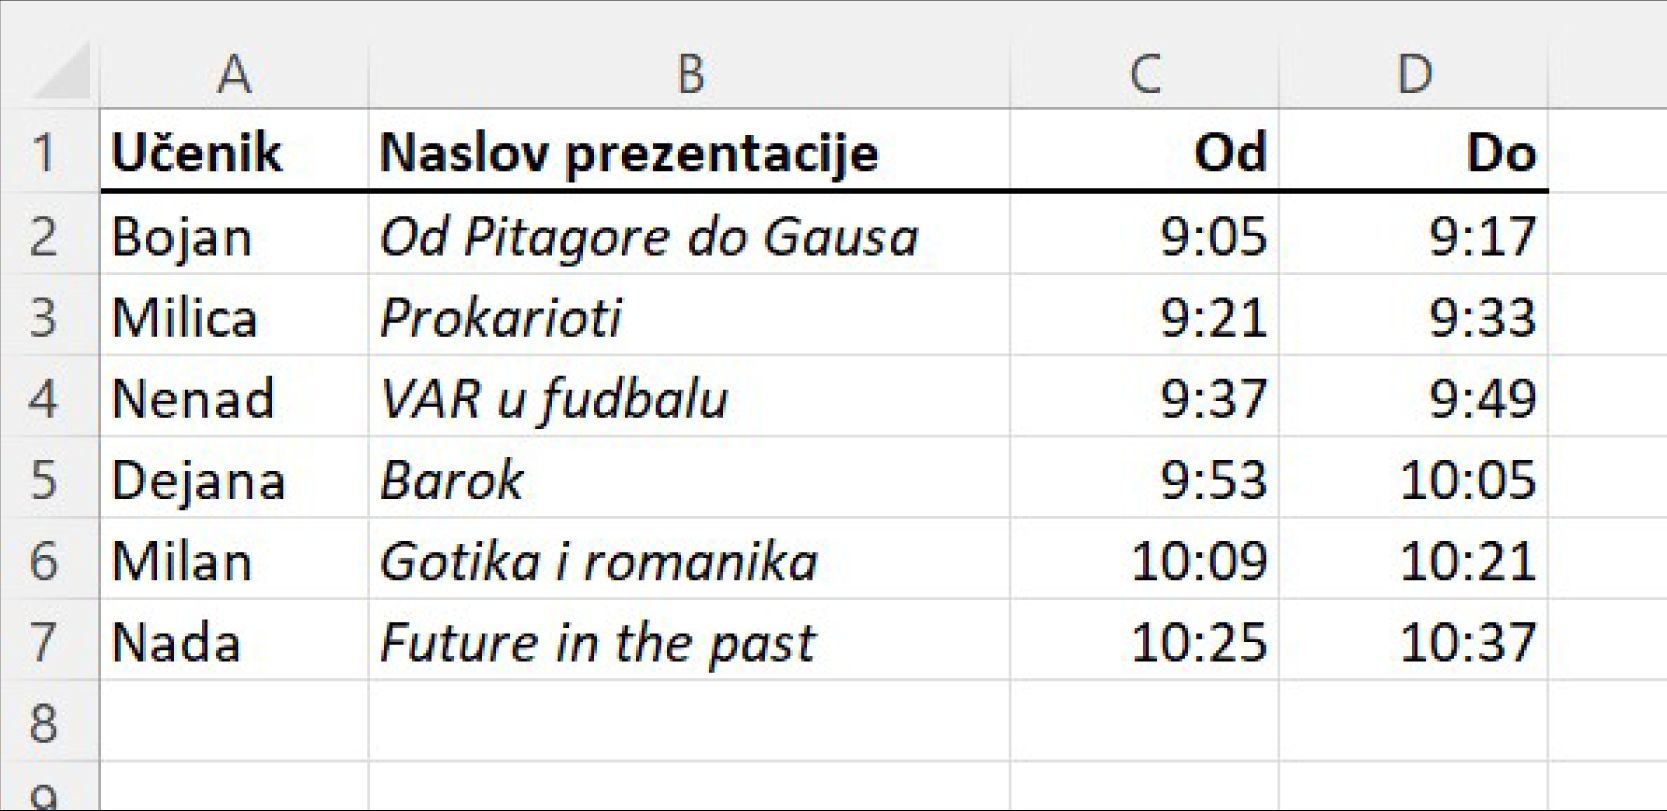 A B C D
1 Učenik Naslov prezentacije Od Do
2 Bojan Od Pitagore do Gausa 9:05 9:17
3 Milica Prokarioti 9:21 9:33
4 Nenad VAR u fudbalu 9:37 9:49
5 Dejana Barok 9:53 10:05
6 Milan Gotika i romanika 10:09 10:21
7 Nada Future in the past 10:25 10:37
8
9